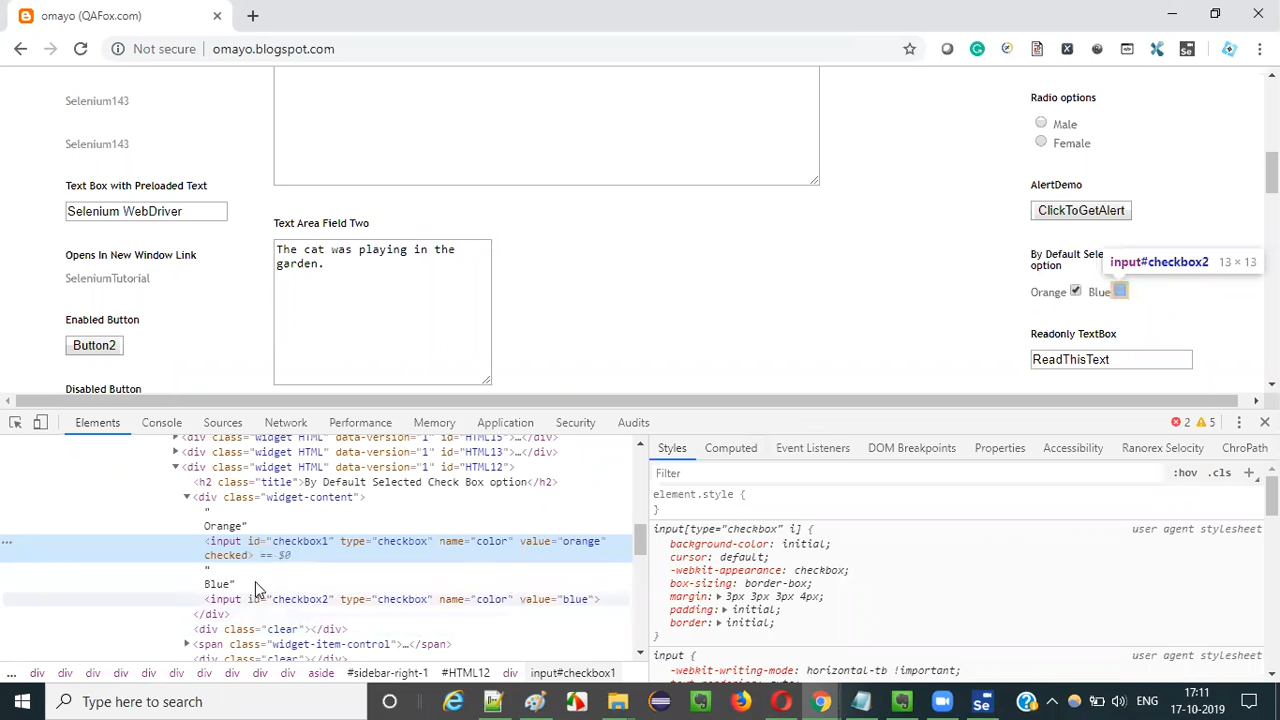 omayo (QAFox.com)
Not secure
omayo.blogspot.com
Selenium143
Selenium143
Text Box with Preloaded Text
Selenium WebDriver
Opens In New Window Link
SeleniumTutorial
Enabled Button
Button2
Disabled Button
Text Area Field Two
The cat was playing in the
garden.
Radio options
Male
Female
AlertDemo
ClickToGetAlert
By Default Sele
option
input#checkbox2 13 × 13
Orange Blue
Readonly TextBox
ReadThisText
Elements Console Sources Network Performance Memory Application Security Audits 2 5
<div class="widget HTML" data-version="1" id="HTML15">…</div>
<div class="widget HTML" data-version="1" id="HTML11">…</div>
<div class="widget HTML" data-version="1" id="HTML12">
<h2 class="title">By Default Selected Check Box option</h2>
<div class="widget-content">
"
Orange"
<input id="checkbox1" type="checkbox" name="color" value="orange"
checked> == $0
"
Blue"
<input id="checkbox2" type="checkbox" name="color" value="blue">
</div>
<div class="clear"></div>
<span class="widget-item-control">…</span>
<div class="clear"></div>
... div div div div div div div aside #sidebar-right-1 #HTML12 div input#checkbox1
Styles Computed Event Listeners DOM Breakpoints Properties Accessibility Ranorex Selocity ChroPath
Filter
:hov .cls +
element.style {
}
input[type="checkbox" i] { user agent stylesheet
background-color: initial;
cursor: default;
-webkit-appearance: checkbox;
box-sizing: border-box;
margin: 3px 3px 3px 4px;
padding: initial;
border: initial;
}
input { user agent stylesheet
-webkit-writing-mode: horizontal-tb !important;
Type here to search
ENG
17:11
17-10-2019